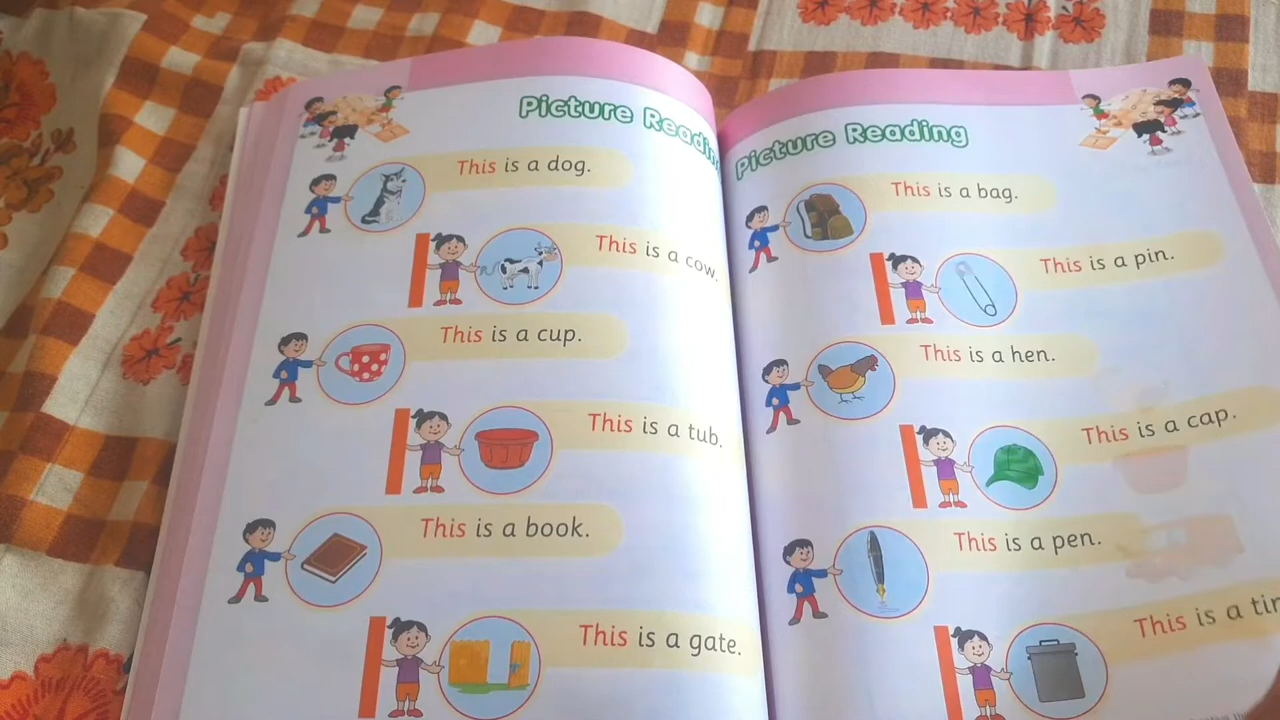 Picture Reading
This is a dog.
This is a cow.
This is a cup.
This is a tub.
This is a book.
This is a gate.
Picture Reading
This is a bag.
This is a pin.
This is a hen.
This is a cap.
This is a pen.
This is a